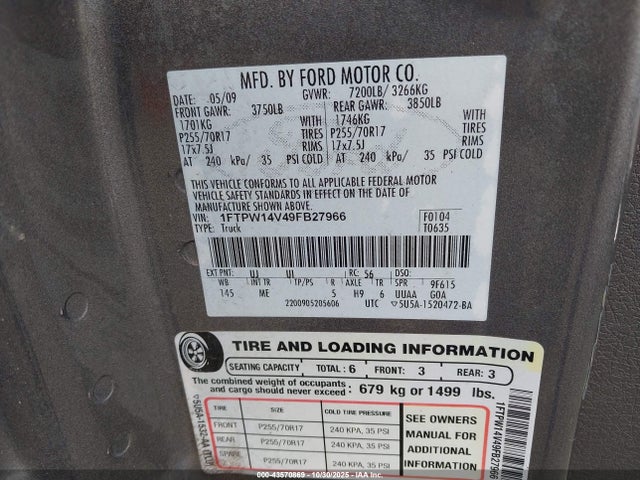 MFD. BY FORD MOTOR CO.
DATE: 05/09 GVWR: 7200LB/ 3266KG
FRONT GAWR: 3750LB REAR GAWR: 3850LB
1701KG WITH 1746KG WITH
P255/70R17 TIRES P255/70R17 TIRES
17x7.5J RIMS 17x7.5J RIMS
AT 240 kPa/ 35 PSI COLD AT 240 kPa/ 35 PSI COLD
THIS VEHICLE CONFORMS TO ALL APPLICABLE FEDERAL MOTOR
VEHICLE SAFETY STANDARDS IN EFFECT ON THE DATE OF
MANUFACTURE SHOWN ABOVE.
VIN: 1FTPW14V49FB27966 F0104
TYPE: Truck T0635
EXT PNT: UJ UI RC: 56 DSO:
WB INT TR TP/PS R AXLE TR SPR 9F615
145 ME 5 H9 6 UUAA GOA
2200905205606 UTC ▽5U5A-1520472-BA
TIRE AND LOADING INFORMATION
SEATING CAPACITY TOTAL : 6 FRONT: 3 REAR: 3
The combined weight of occupants
and cargo should never exceed: 679 kg or 1499 lbs.
TIRE SIZE COLD TIRE PRESSURE
FRONT P255/70R17 240 KPA, 35 PSI
REAR P255/70R17 240 KPA, 35 PSI
SPARE P255/70R17 240 KPA, 35 PSI
SEE OWNERS
MANUAL FOR
ADDITIONAL
INFORMATION
1FTPW14V49FB27966
000-43570869 - 10/30/2025 - IAA Inc.